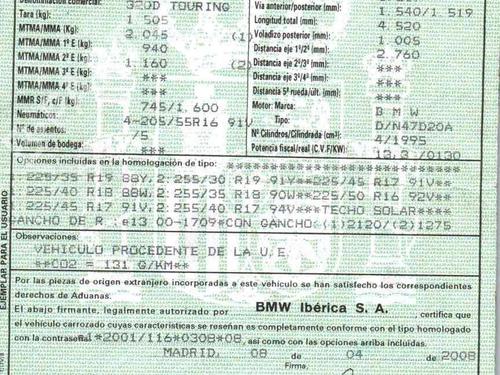 Denominación comercial: 320D TOURING
Tara (kg): 1 505
MTMA/MMA (Kg): 2.045 (1)
MTMA/MMA 1º E (kg): 940
MTMA/MMA 2º E (kg): 1.160 (2)
MTMA/MMA 3º E (kg): ***
MTMA/MMA 4º E (kg): ***
MMR S/F, c/F (kg): 745/1.600
Neumáticos: 4-205/55R16 91V
Nº de asientos: /5
Volumen de bodega: **
Vía anterior/posterior (mm): 1 540/1 519
Longitud total (mm): 4 520
Voladizo posterior (mm): 1 005
Distancia eje 1º/2º (mm): 2 760
Distancia eje 2º/3º (mm): ***
Distancia eje 3º/4º (mm): ***
Distancia 5ª rueda/últ. (mm): ***
Motor: Marca: B M W
Tipo: D/N47D20A
Nº Cilindros/Cilindrada (cm³): 4/1995
Potencia fiscal/real (C.V.F/KW): 13,3 /0130
Opciones incluidas en la homologación de tipo: **********************
225/35 R19 88Y,2:255/30 R19 91Y**225/45 R17 91V**
225/40 R18 88W,2:255/35 R18 90W**225/50 R16 92V**
225/45 R17 91V,2:255/40 R17 94V**TECHO SOLAR****
GANCHO DE R.:e13 00-1709*CON GANCHO:(1)2120/(2)1275
Observaciones:
VEHICULO PROCEDENTE DE LA U.E.
**CO2 = 131 G/KM**
Por las piezas de origen extranjero incorporadas a este vehículo se han satisfecho los correspondientes
derechos de Aduanas.
El abajo firmante, legalmente autorizado por BMW Ibérica S. A. , certifica que
el vehículo carrozado cuyas características se reseñan es completamente conforme con el tipo homologado
con la contraseña 1*2001/116*0308*08, así como con las opciones arriba incluidas.
MADRID, 08 de 04 de 2008
Firma,
EJEMPLAR PARA EL USUARIO